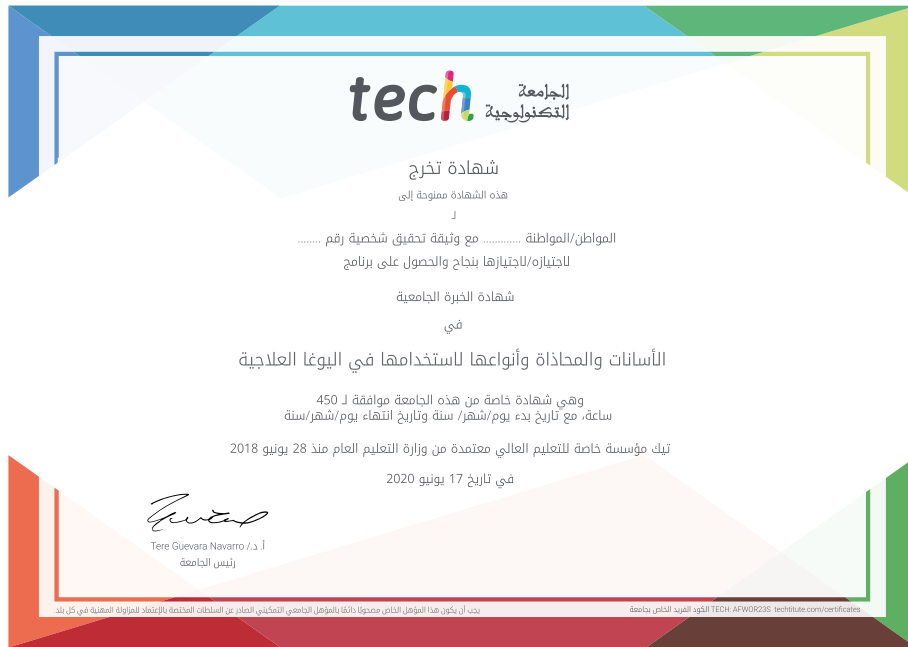 tech الجامعة
التكنولوجية
شهادة تخرج
هذه الشهادة ممنوحة إلى
لـ
المواطن/المواطنة ............. مع وثيقة تحقيق شخصية رقم ........
لاجتيازه/لاجتيازها بنجاح والحصول على برنامج
شهادة الخبرة الجامعية
في
الأسانات والمحاذاة وأنواعها لاستخدامها في اليوغا العلاجية
وهي شهادة خاصة من هذه الجامعة موافقة لـ 450
ساعة، مع تاريخ بدء يوم/شهر/ سنة وتاريخ انتهاء يوم/شهر/سنة
تيك مؤسسة خاصة للتعليم العالي معتمدة من وزارة التعليم العام منذ 28 يونيو 2018
في تاريخ 17 يونيو 2020
أ. د./ Tere Guevara Navarro
رئيس الجامعة
يجب أن يكون هذا المؤهل الخاص مصحوبًا دائمًا بالمؤهل الجامعي التمكيني الصادر عن السلطات المختصة بالإعتماد للمزاولة المهنية في كل بلد.
الكود الفريد الخاص بجامعة TECH: AFWOR23S techtitute.com/certificates